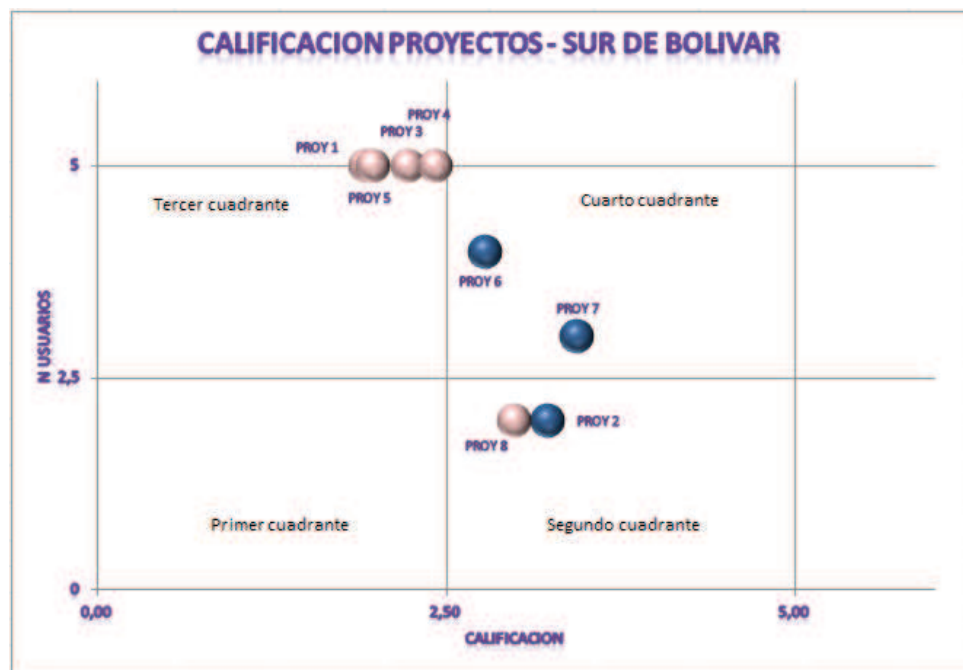 CALIFICACION PROYECTOS - SUR DE BOLIVAR
PROY 4
PROY 3
PROY 1
5
PROY 5
Tercer cuadrante
Cuarto cuadrante
PROY 6
PROY 7
N USUARIOS
2,5
PROY 2
PROY 8
Primer cuadrante
Segundo cuadrante
0
0,00
2,50
5,00
CALIFICACION